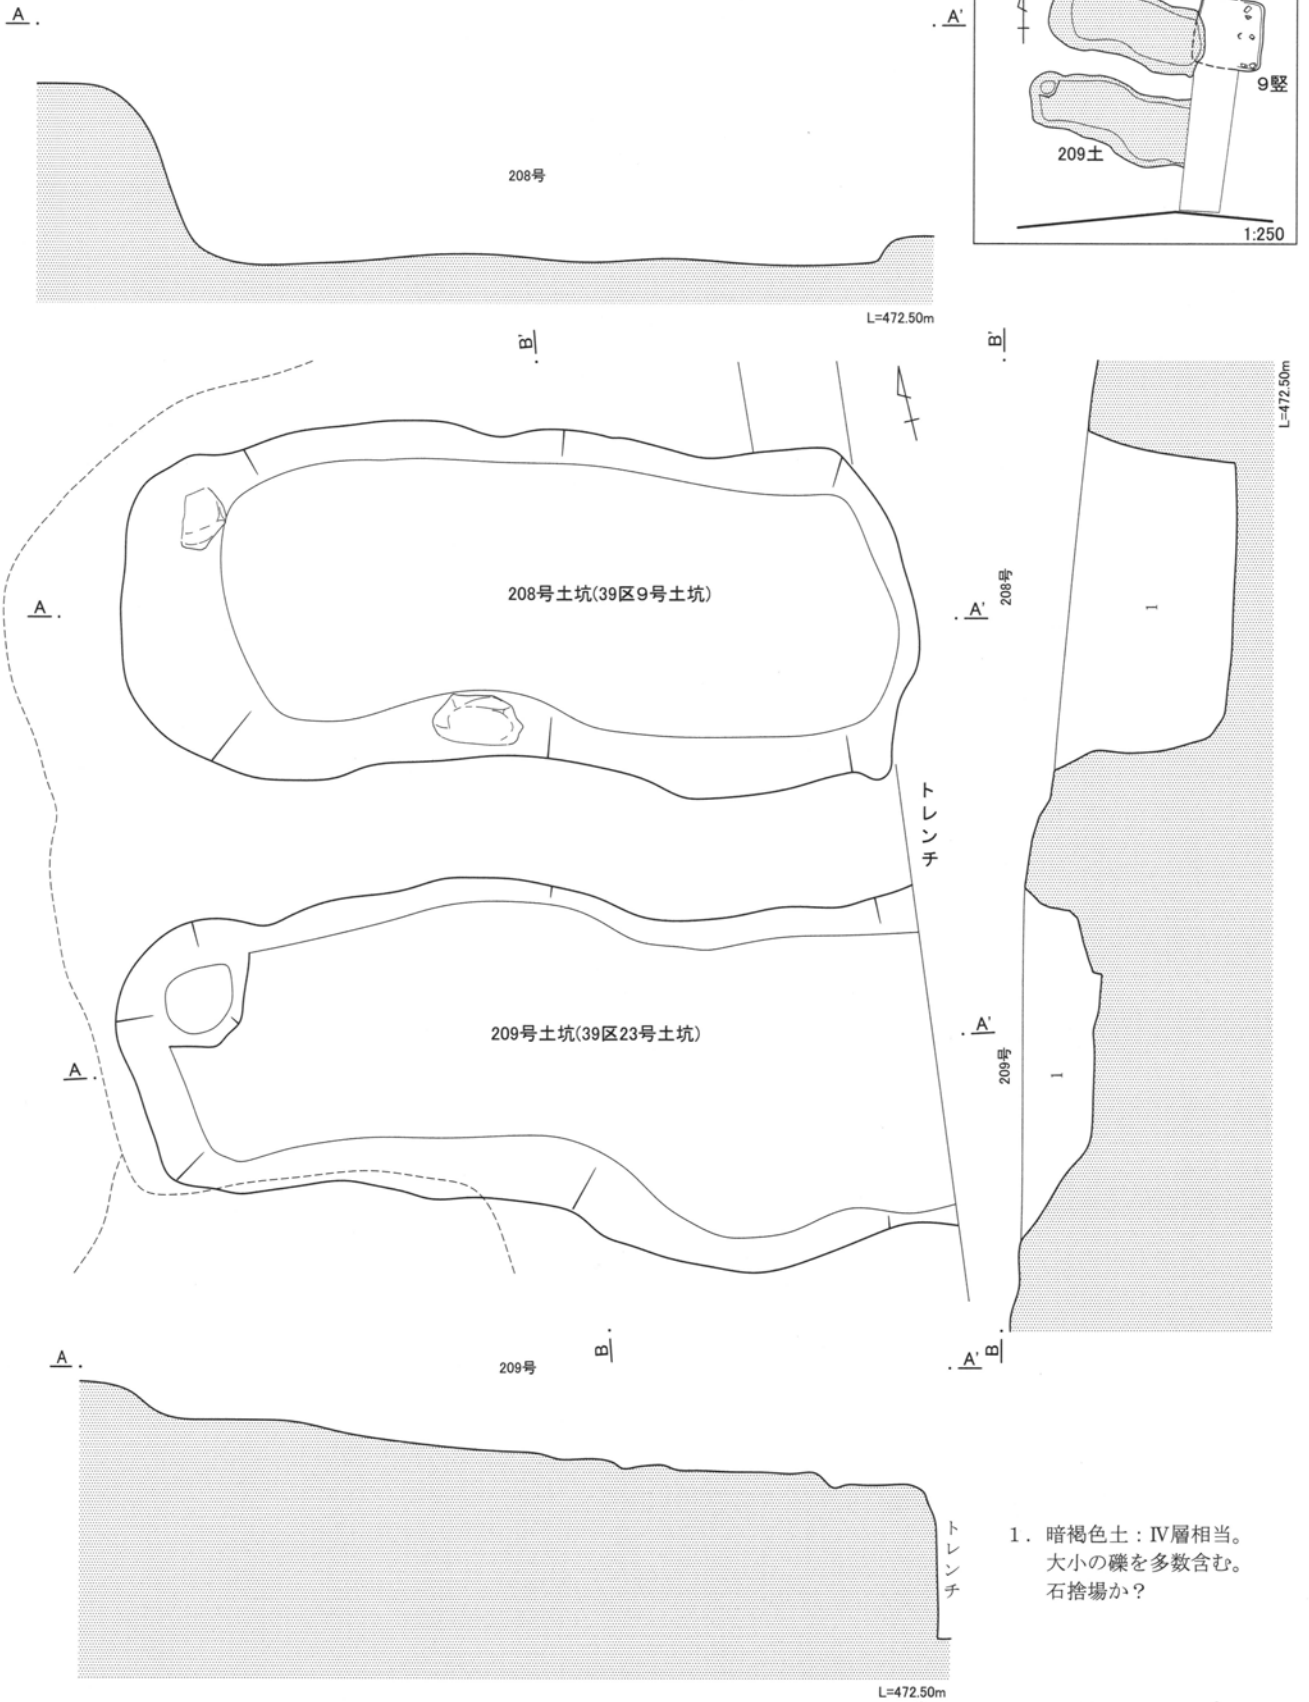 A
A'
9竪
209土
1:250
208号
L=472.50m
B'
B'
L=472.50m
208号土坑(39区9号土坑)
A
A'
208号
1
トレンチ
209号土坑(39区23号土坑)
A'
A
209号
1
B
B
A
209号
A'
トレンチ
1．暗褐色土：Ⅳ層相当。
大小の礫を多数含む。
石捨場か？
L=472.50m